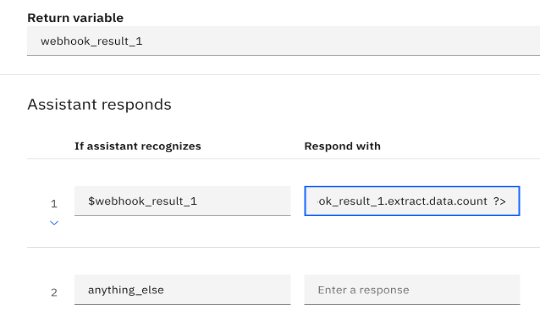 Return variable
webhook_result_1
Assistant responds
If assistant recognizes Respond with
1 $webhook_result_1 ok_result_1.extract.data.count ?>
2 anything_else Enter a response